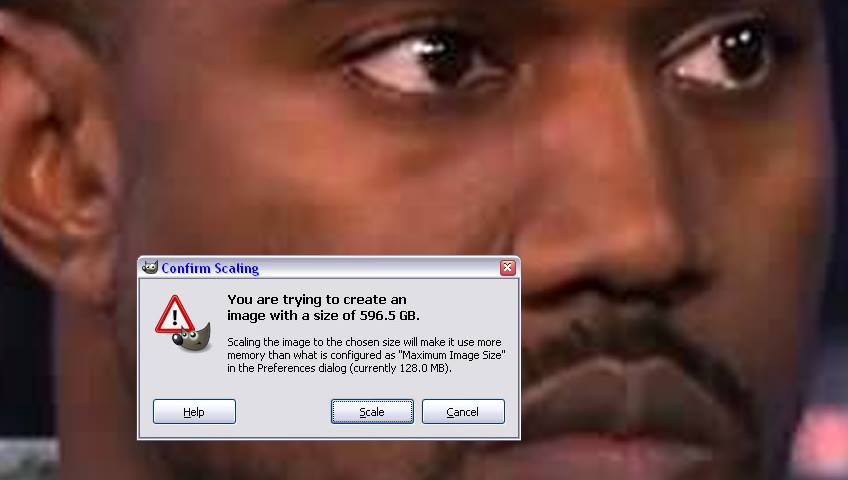 Confirm Scaling
You are trying to create an
image with a size of 596.5 GB.
Scaling the image to the chosen size will make it use more
memory than what is configured as "Maximum Image Size"
in the Preferences dialog (currently 128.0 MB).
Help
Scale
Cancel